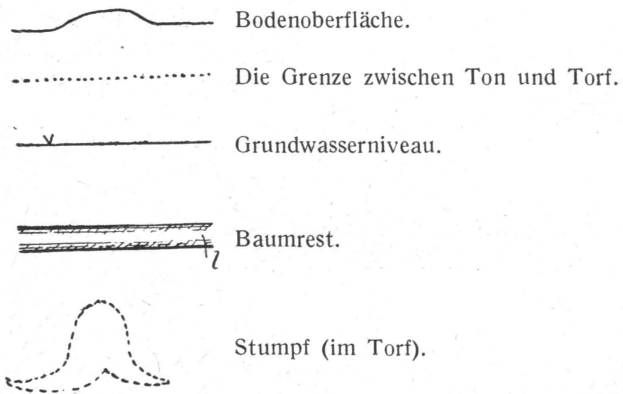 Bodenoberfläche.
Die Grenze zwischen Ton und Torf.
Grundwasserniveau.
Baumrest.
l
Stumpf (im Torf).